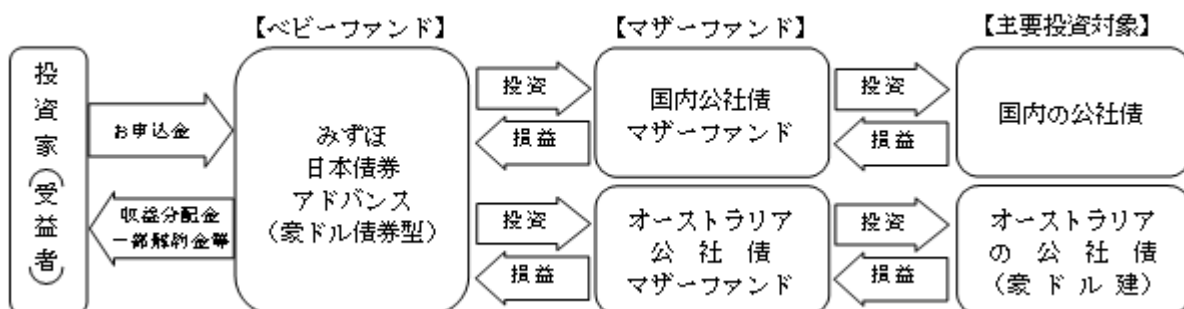 【ベビーファンド】
【マザーファンド】
【主要投資対象】
投資家(受益者)
お申込金
収益分配金
一部解約金等
みずほ
日本債券
アドバンス
(豪ドル債券型)
投資
損益
国内公社債
マザーファンド
投資
損益
国内の公社債
投資
損益
オーストラリア
公社債
マザーファンド
投資
損益
オーストラリア
の公社債
(豪ドル建)